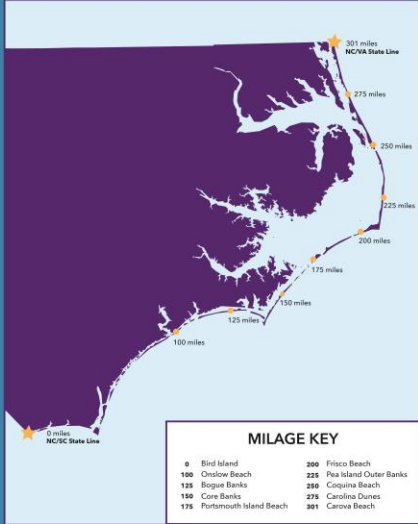 301 miles
NC/VA State Line
275 miles
250 miles
225 miles
200 miles
175 miles
150 miles
125 miles
100 miles
0 miles
NC/SC State Line
MILAGE KEY
0 Bird Island
100 Onslow Beach
125 Bogue Banks
150 Core Banks
175 Portsmouth Island Beach
200 Frisco Beach
225 Pea Island Outer Banks
250 Coquina Beach
275 Carolina Dunes
301 Carova Beach